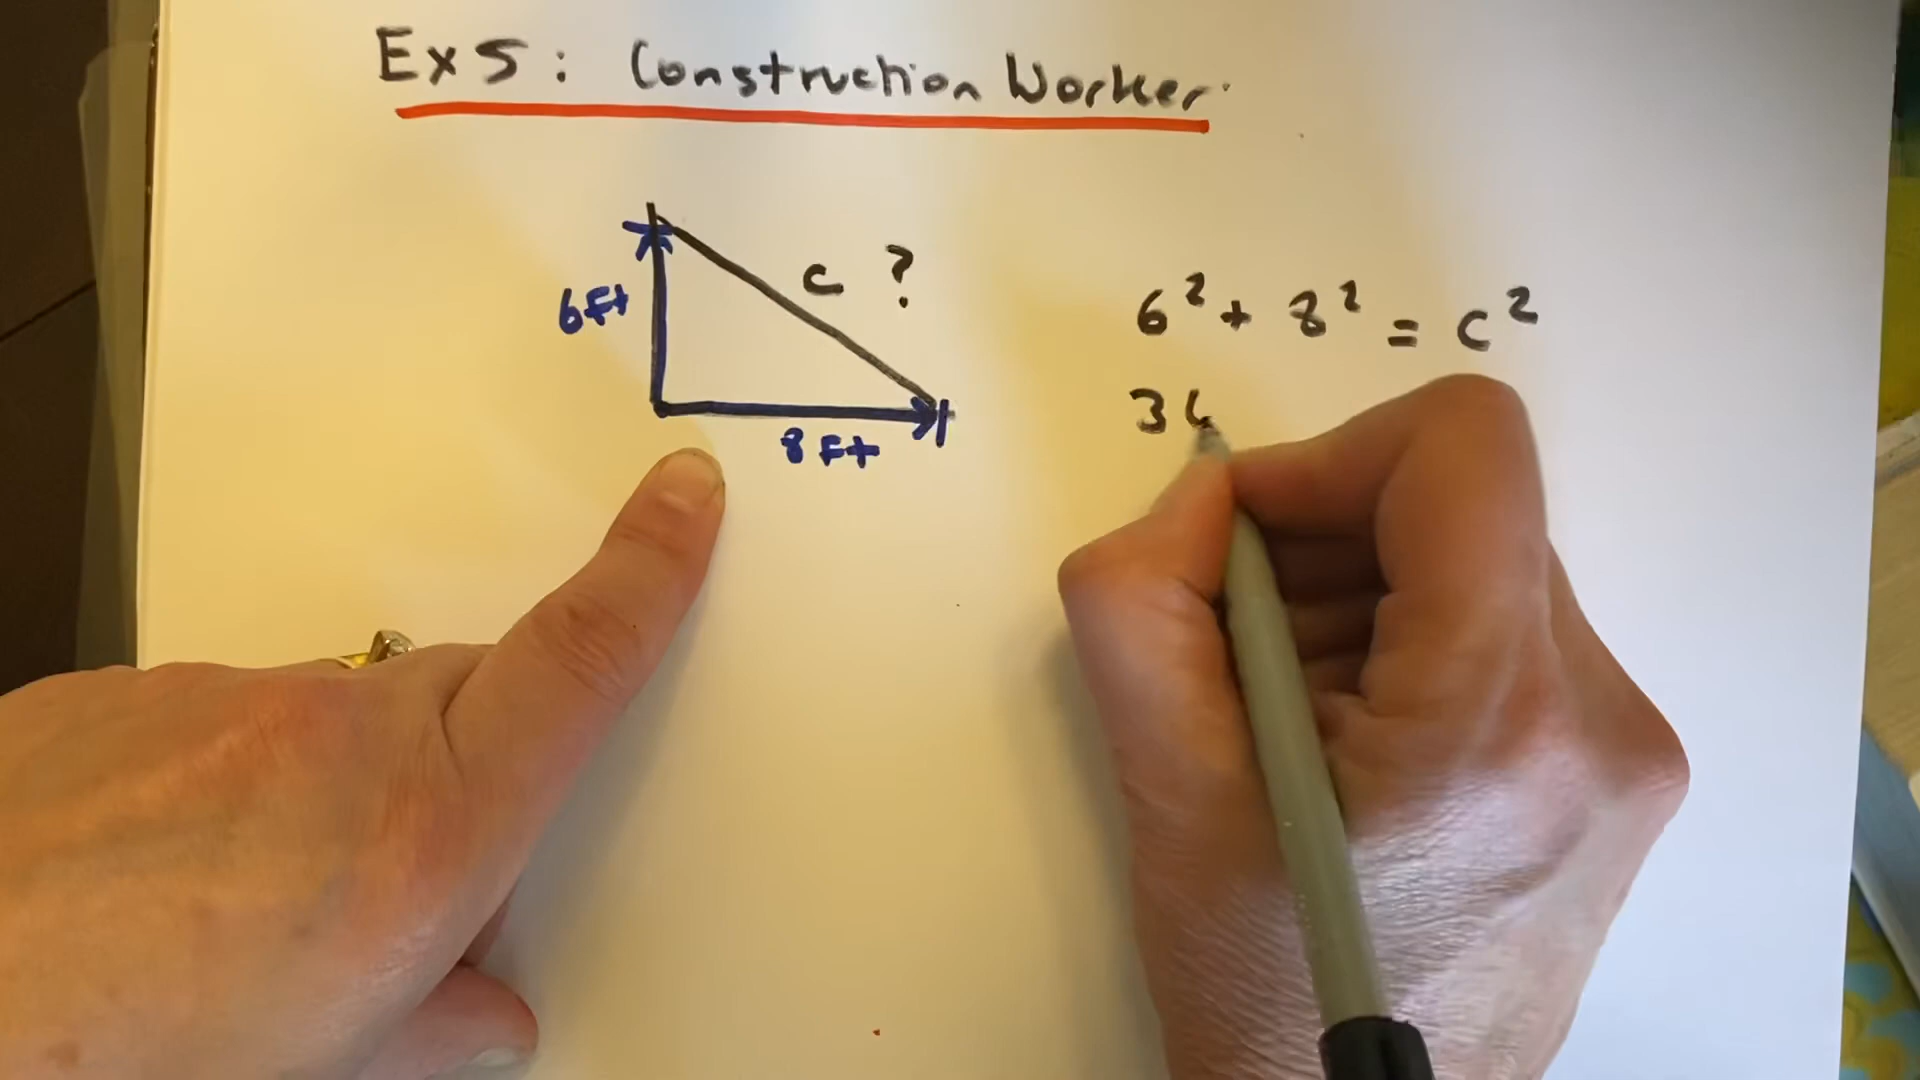 Ex 5: Construction Worker.
c ?
6ft
8 Ft
6² + 8² = c²
36